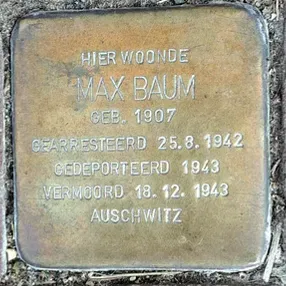 HIER WOONDE
MAX BAUM
GEB. 1907
GEARRESTEERD 25.8.1942
GEDEPORTEERD 1943
VERMOORD 18.12.1943
AUSCHWITZ